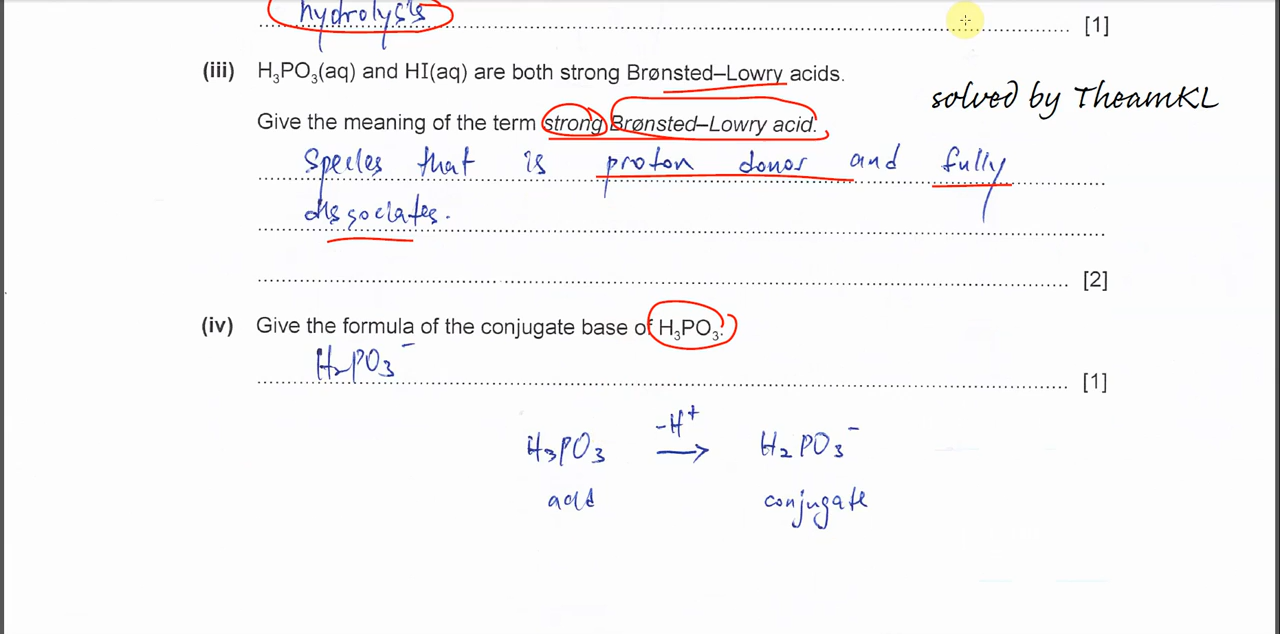 hydrolysis
[1]
(iii) H₃PO₃(aq) and HI(aq) are both strong Brønsted–Lowry acids.
solved by TheamKL
Give the meaning of the term strong Brønsted–Lowry acid.
Species that is proton donor and fully
dissociates.
[2]
(iv) Give the formula of the conjugate base of H₃PO₃.
H₂PO₃⁻
[1]
H₃PO₃ –H⁺ → H₂PO₃⁻
acid conjugate